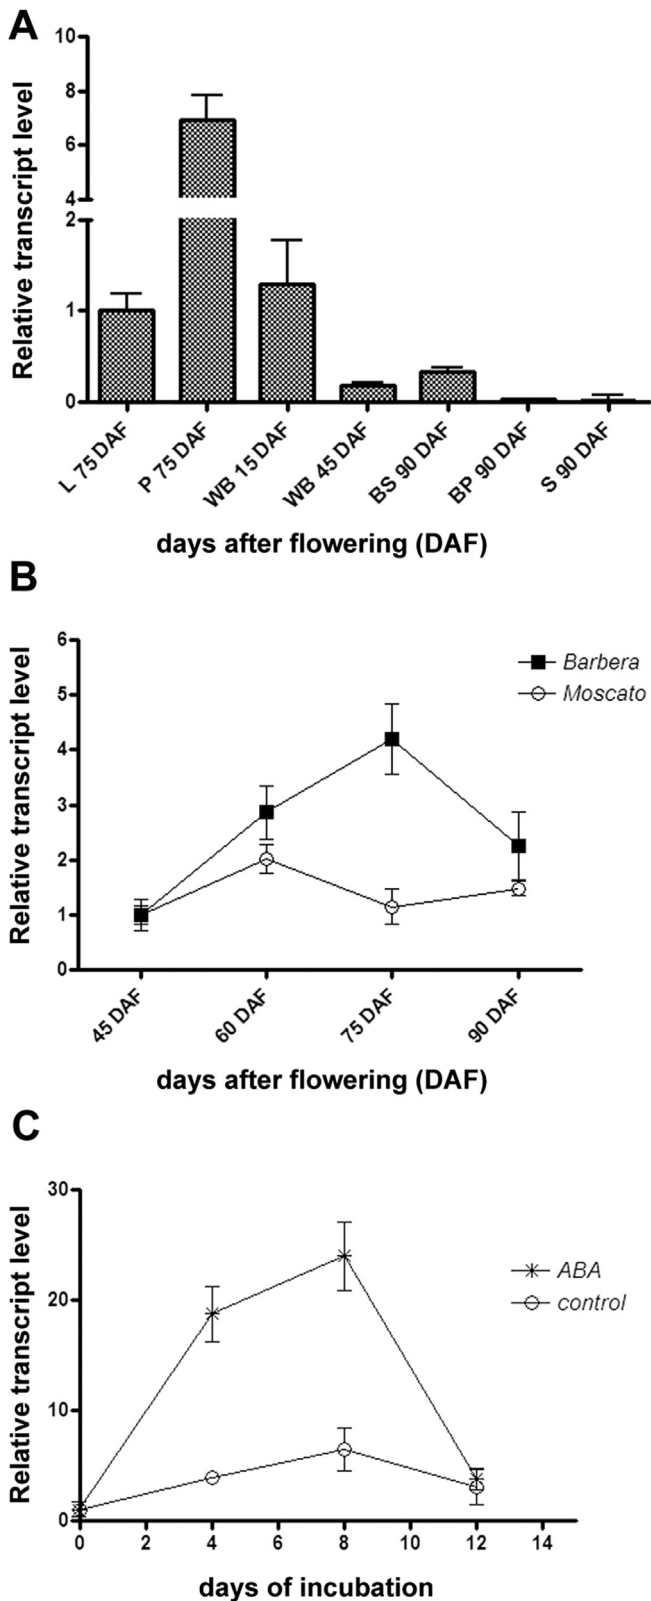 A
Relative transcript level
10
8
6
4
2
1
0
L 75 DAF
P 75 DAF
WB 15 DAF
WB 45 DAF
BS 90 DAF
BP 90 DAF
S 90 DAF
days after flowering (DAF)
B
Relative transcript level
6
5
4
3
2
1
0
Barbera
Moscato
45 DAF
60 DAF
75 DAF
90 DAF
days after flowering (DAF)
C
Relative transcript level
30
20
10
0
ABA
control
0 2 4 6 8 10 12 14
days of incubation